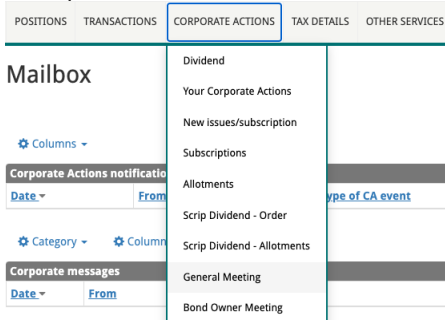 POSITIONS TRANSACTIONS CORPORATE ACTIONS TAX DETAILS OTHER SERVICES
Mailbox
Dividend
Your Corporate Actions
New issues/subscription
Subscriptions
Allotments
Scrip Dividend - Order
Scrip Dividend - Allotments
General Meeting
Bond Owner Meeting
Columns
Corporate Actions notificatio
Date From ype of CA event
Category Column
Corporate messages
Date From